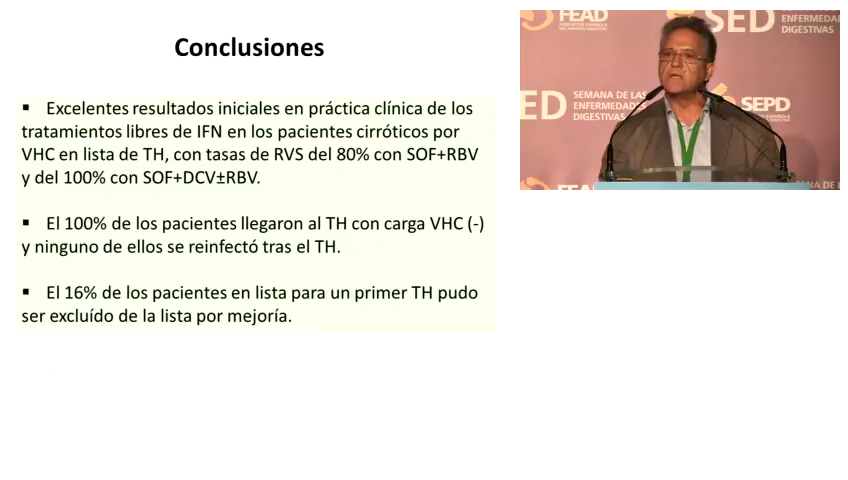 Conclusiones
▪ Excelentes resultados iniciales en práctica clínica de los
tratamientos libres de IFN en los pacientes cirróticos por
VHC en lista de TH, con tasas de RVS del 80% con SOF+RBV
y del 100% con SOF+DCV±RBV.
▪ El 100% de los pacientes llegaron al TH con carga VHC (-)
y ninguno de ellos se reinfectó tras el TH.
▪ El 16% de los pacientes en lista para un primer TH pudo
ser excluído de la lista por mejoría.
FEAD
SED
ENFERMEDA
DIGESTIVAS
ED
SEMANA DE LAS
ENFERMEDADES
DIGESTIVAS
SEPD
FEAD